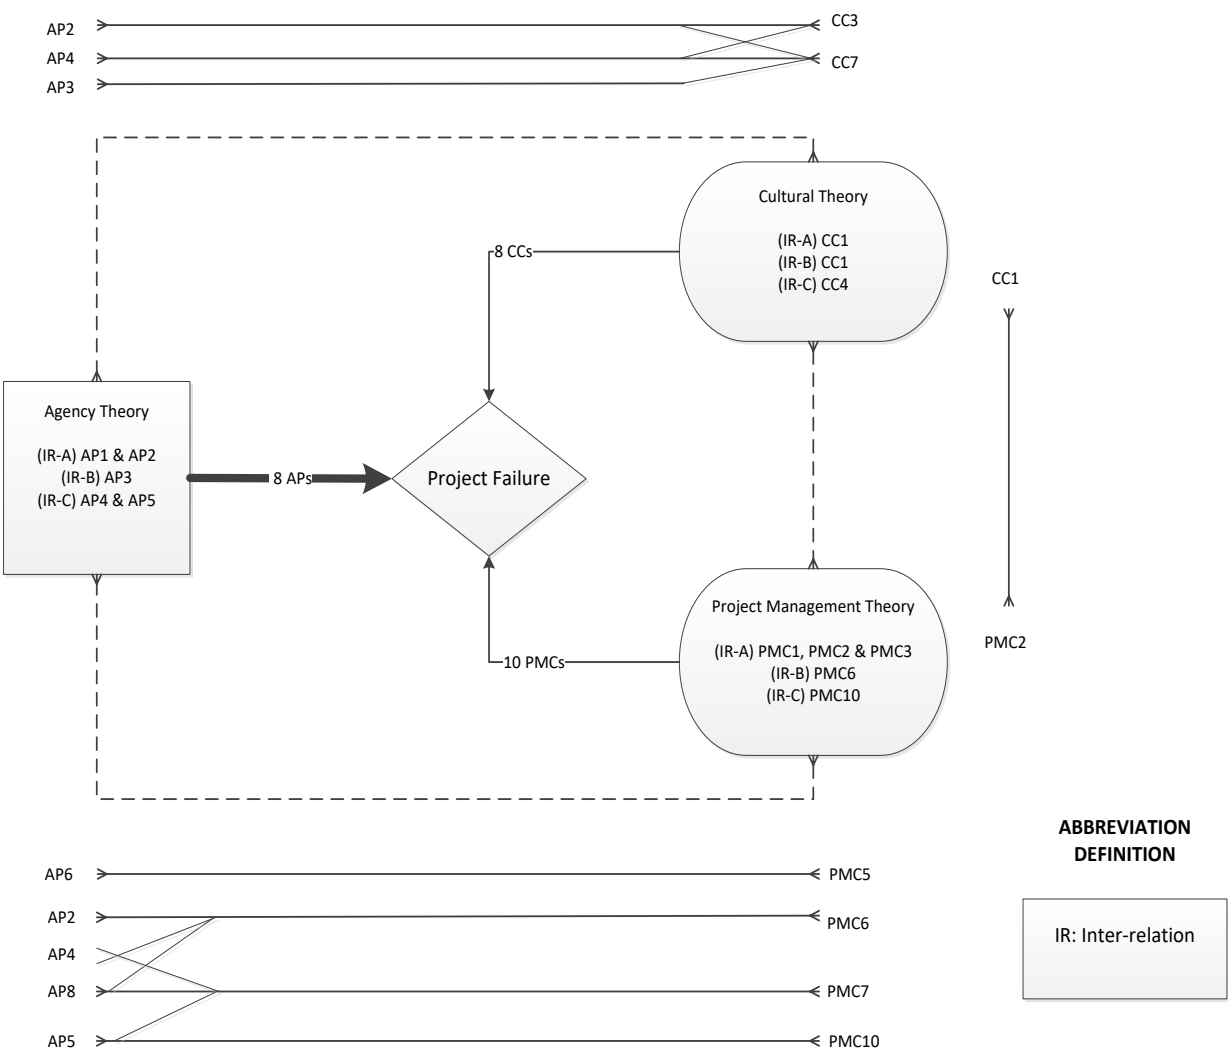 AP2
CC3
AP4
CC7
AP3
Cultural Theory
(IR-A) CC1
(IR-B) CC1
(IR-C) CC4
8 CCs
CC1
Agency Theory
(IR-A) AP1 & AP2
(IR-B) AP3
(IR-C) AP4 & AP5
8 APs
Project Failure
Project Management Theory
(IR-A) PMC1, PMC2 & PMC3
(IR-B) PMC6
(IR-C) PMC10
10 PMCs
PMC2
ABBREVIATION
DEFINITION
IR: Inter-relation
AP6
PMC5
AP2
PMC6
AP4
AP8
PMC7
AP5
PMC10